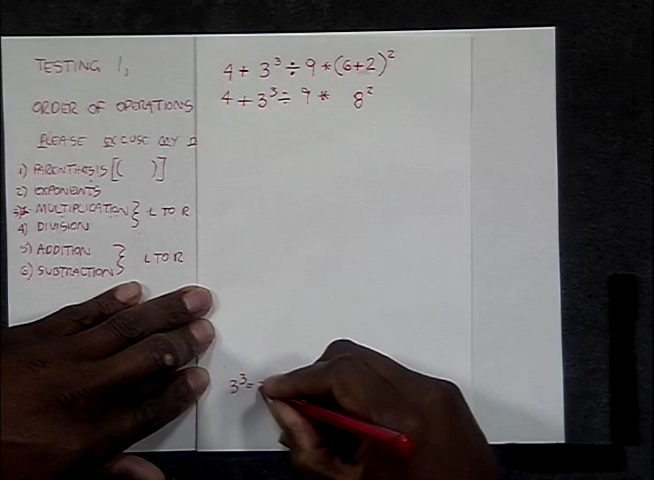 TESTING 1,
ORDER OF OPERATIONS
PLEASE EXCUSE MY D
1) PARENTHESIS [( )]
2) EXPONENTS
3) MULTIPLICATION } L TO R
4) DIVISION
5) ADDITION } L TO R
6) SUBTRACTION
4 + 3³ ÷ 9 * (6+2)²
4 + 3³ ÷ 9 * 8²
3³ =